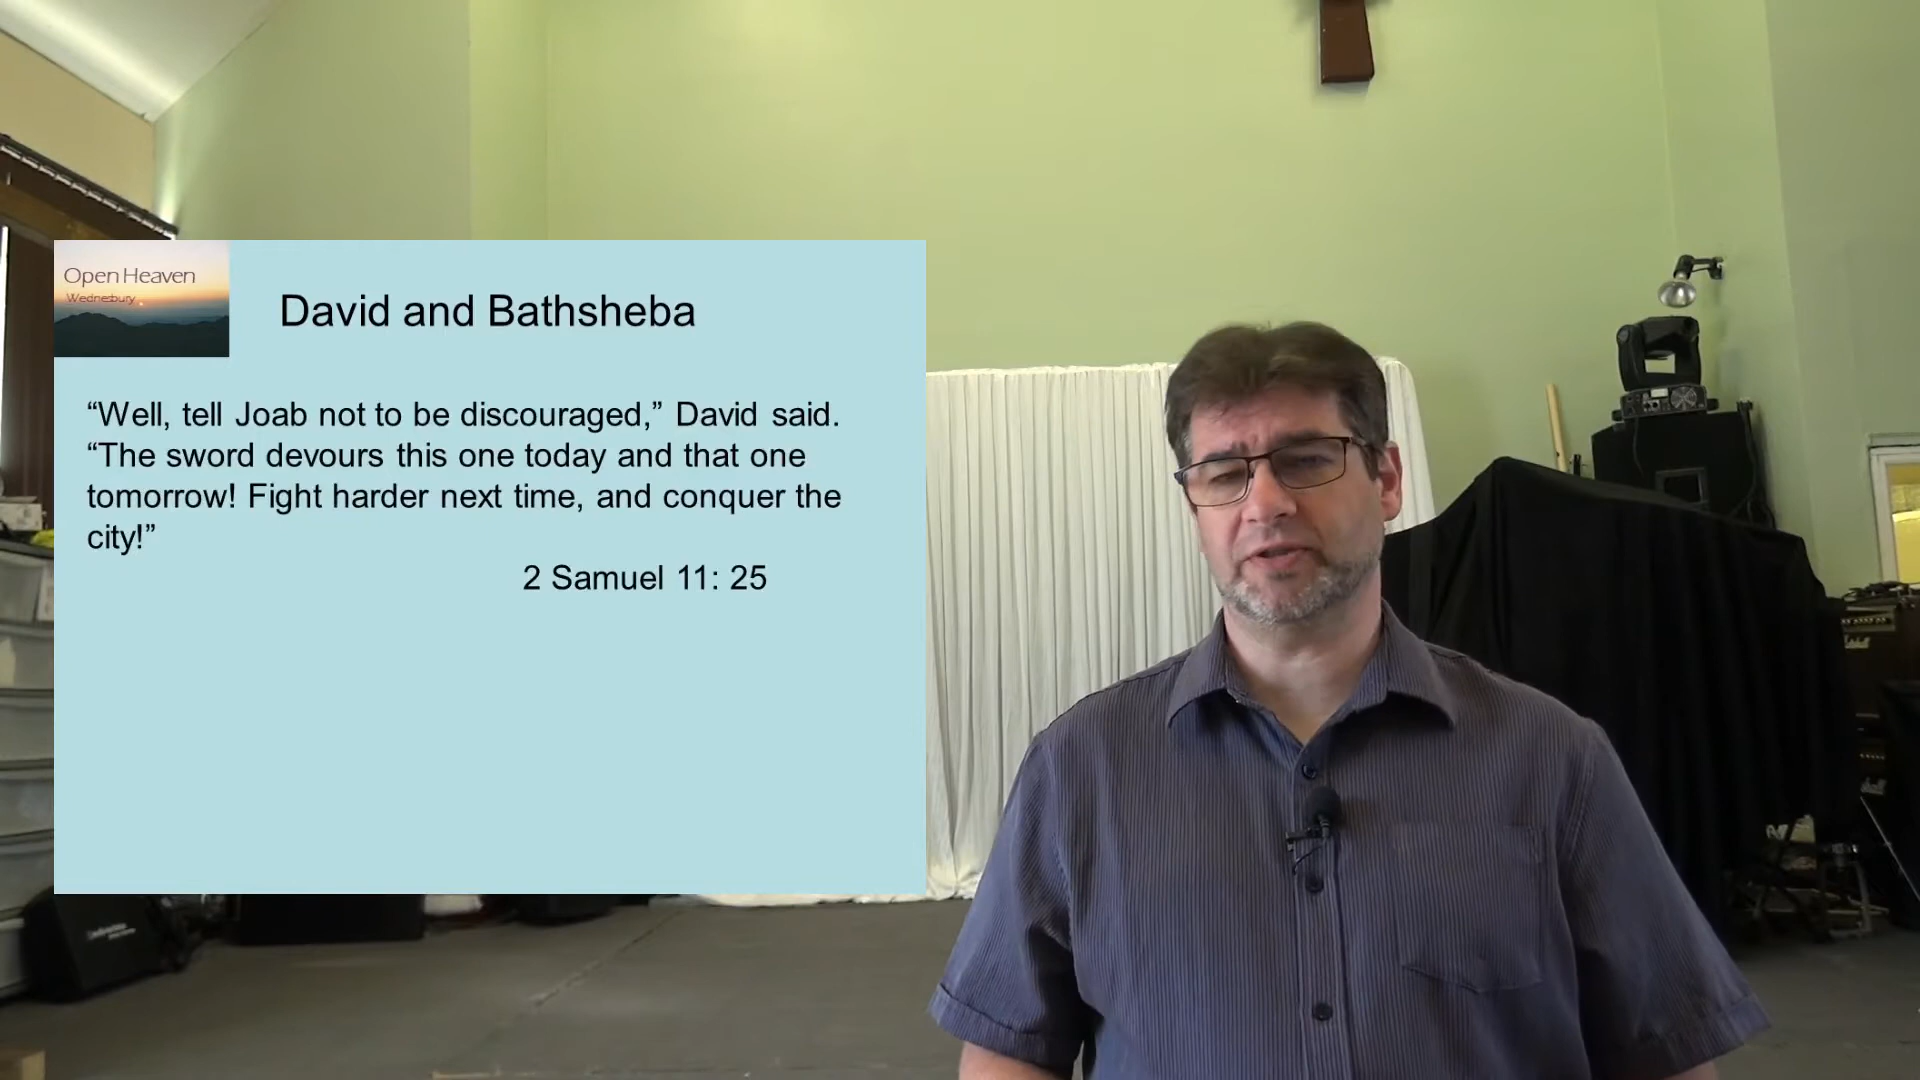 Open Heaven
Wednesbury
David and Bathsheba
“Well, tell Joab not to be discouraged,” David said.
“The sword devours this one today and that one
tomorrow! Fight harder next time, and conquer the
city!”
2 Samuel 11: 25
Marshall